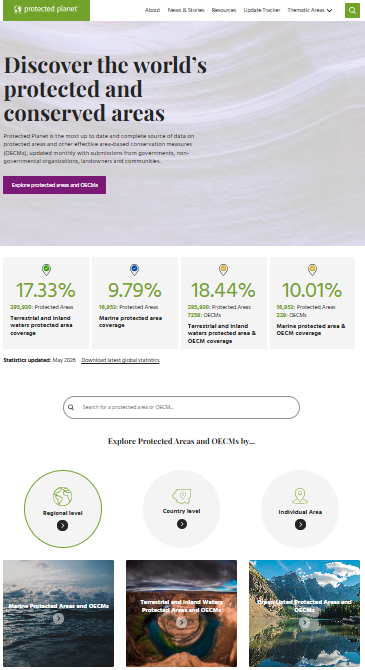 protected planet
About News & Stories Resources Update Tracker Thematic Areas
Discover the world's
protected and
conserved areas
Protected Planet is the most up to date and complete source of data on
protected areas and other effective area-based conservation measures
(OECMs), updated monthly with submissions from governments, non-
governmental organizations, landowners and communities.
Explore protected areas and OECMs
17.33%
295,930: Protected Areas
Terrestrial and inland
waters protected area
coverage
9.79%
16,952: Protected Areas
Marine protected area
coverage
18.44%
295,930: Protected Areas
7258: OECMs
Terrestrial and inland
waters protected area &
OECM coverage
10.01%
16,952: Protected Areas
229: OECMs
Marine protected area &
OECM coverage
Statistics updated: May 2026 Download latest global statistics
Search for a protected area or OECM...
Explore Protected Areas and OECMs by...
Regional level
Country level
Individual Area
Marine Protected Areas and OECMs
Terrestrial and Inland Waters
Protected Areas and OECMs
Green Listed Protected Areas and
OECMs